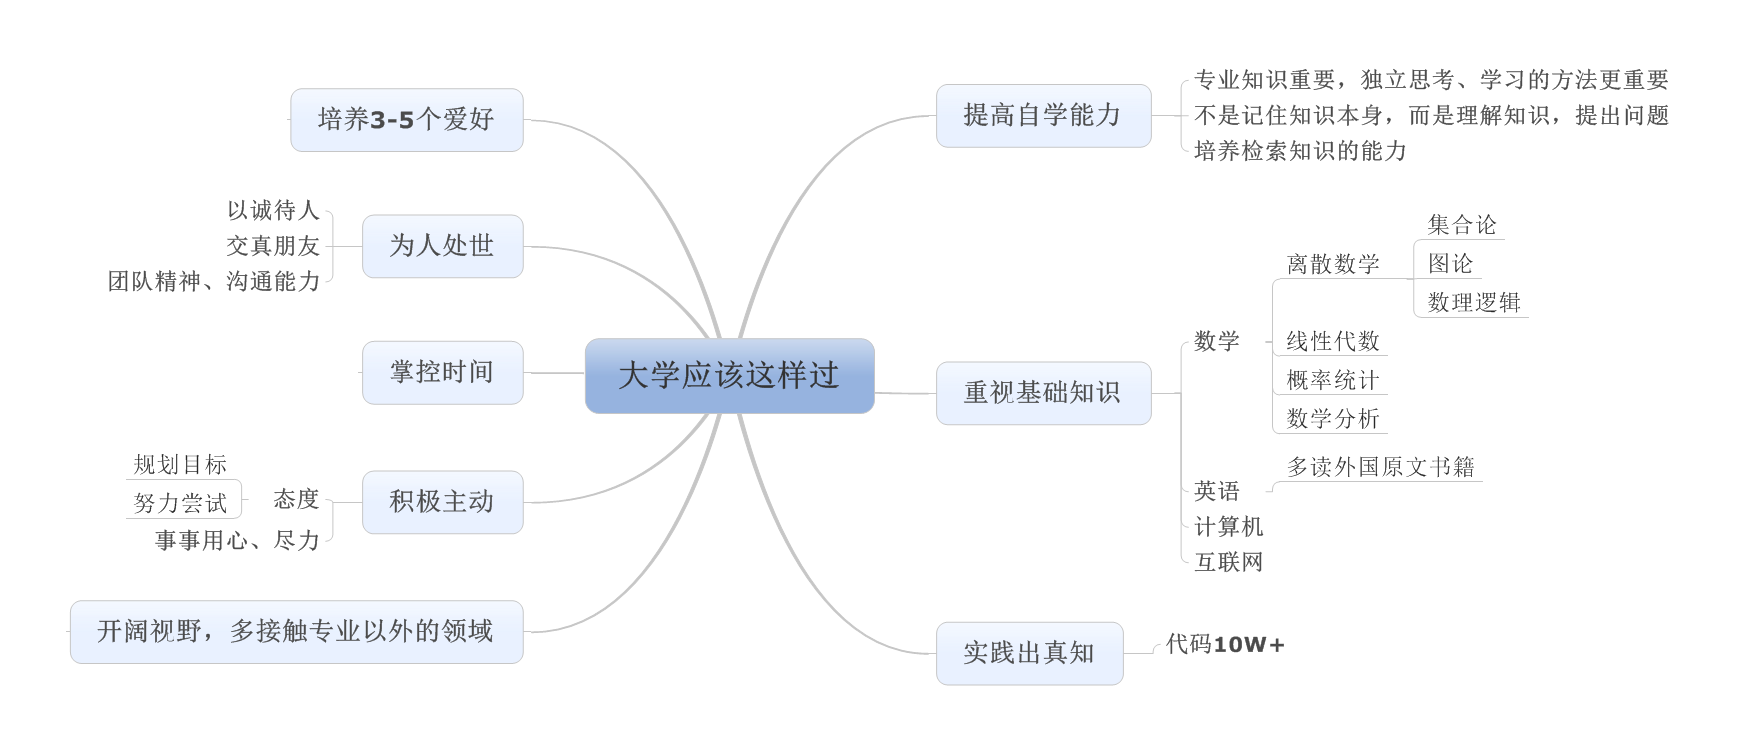 大学应该这样过
提高自学能力
专业知识重要，独立思考、学习的方法更重要
不是记住知识本身，而是理解知识，提出问题
培养检索知识的能力
重视基础知识
数学
离散数学
集合论
图论
数理逻辑
线性代数
概率统计
数学分析
英语
多读外国原文书籍
计算机
互联网
实践出真知
代码10W+
培养3-5个爱好
为人处世
以诚待人
交真朋友
团队精神、沟通能力
掌控时间
积极主动
态度
规划目标
努力尝试
事事用心、尽力
开阔视野，多接触专业以外的领域